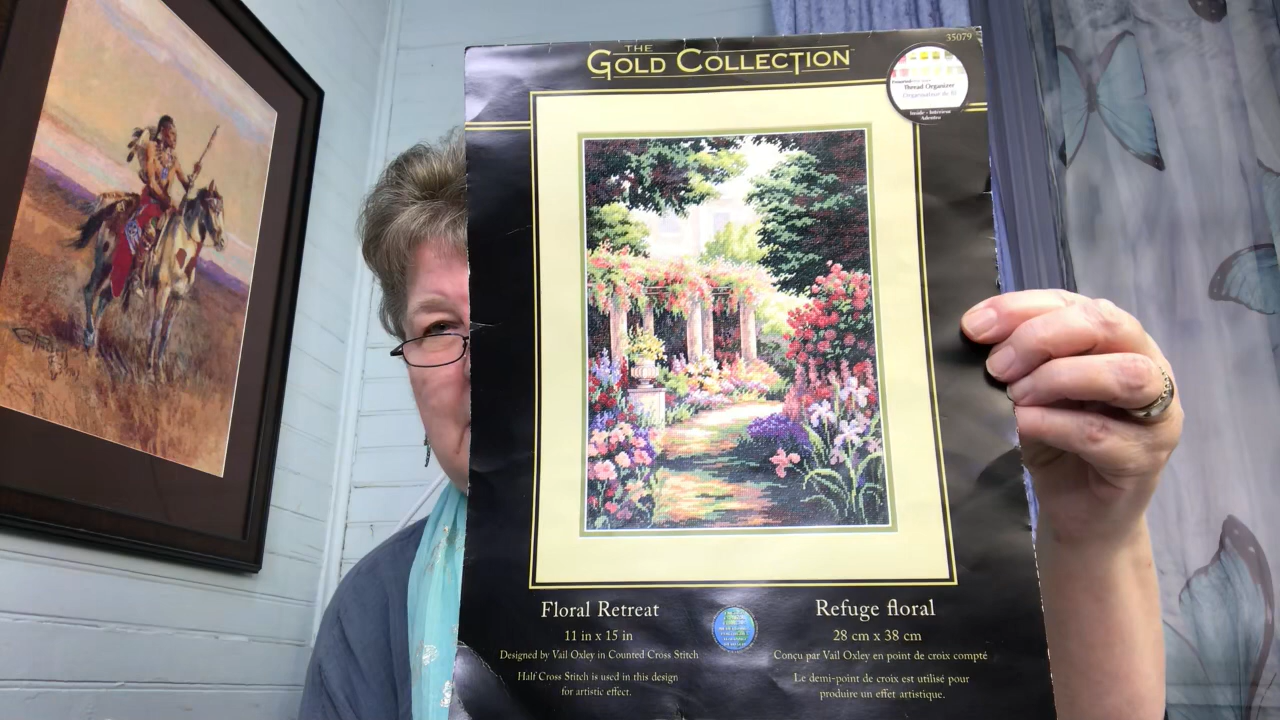 35079
THE
GOLD COLLECTION
Thread Organizer
Inside - Intérieur
Adentro
Floral Retreat
11 in x 15 in
Designed by Vail Oxley in Counted Cross Stitch
Half Cross Stitch is used in this design
for artistic effect.
Refuge floral
28 cm x 38 cm
Conçu par Vail Oxley en point de croix compté
Le demi-point de croix est utilisé pour
produire un effet artistique.